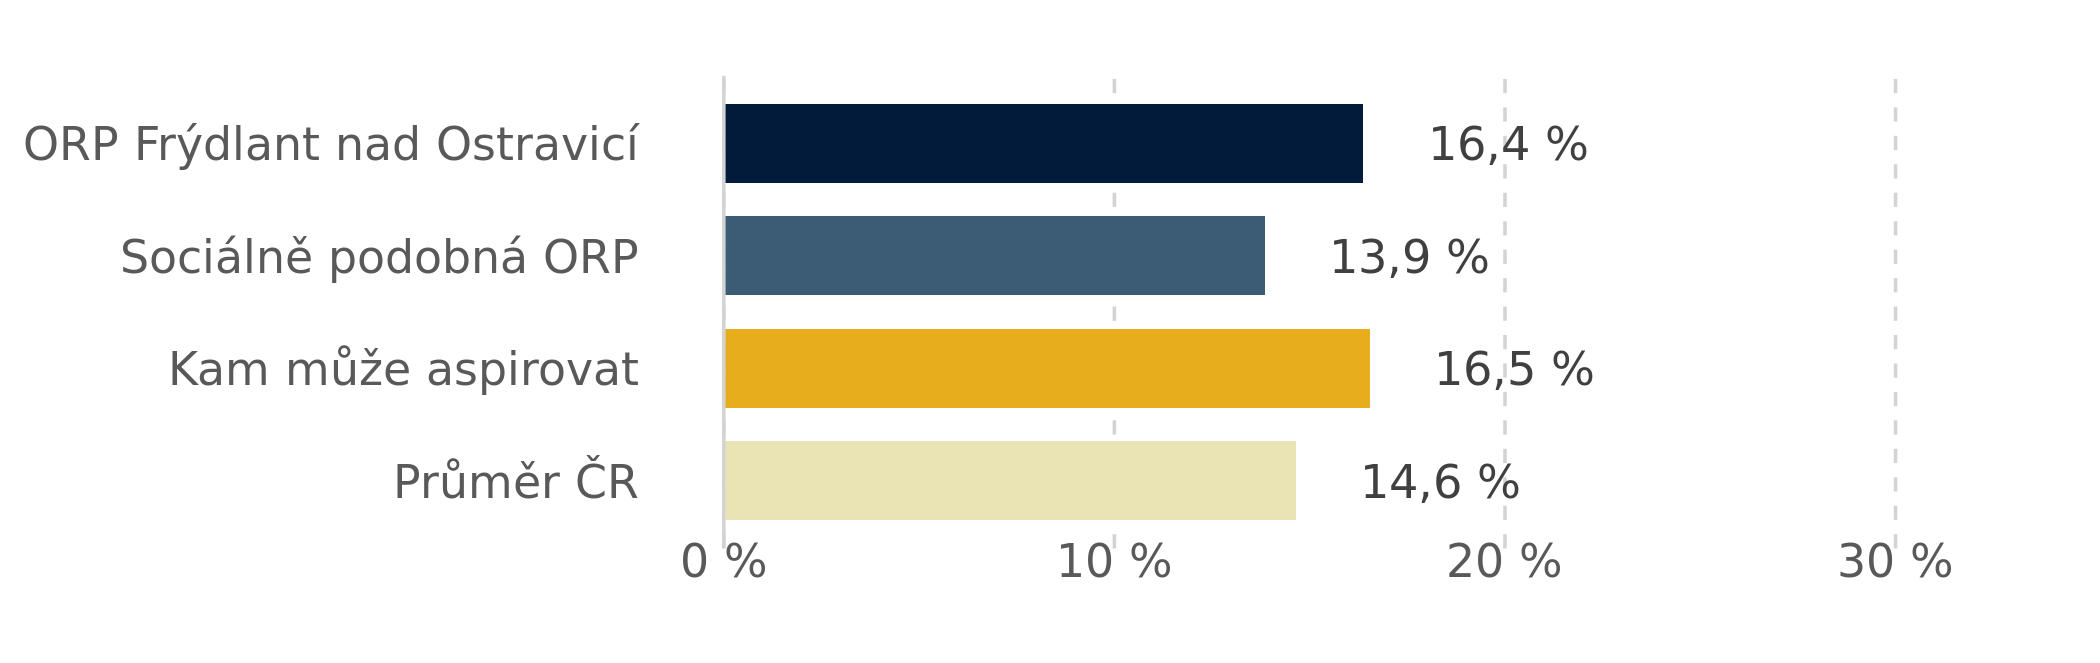 ORP Frýdlant nad Ostravicí 16,4 %
Sociálně podobná ORP 13,9 %
Kam může aspirovat 16,5 %
Průměr ČR 14,6 %
0 % 10 % 20 % 30 %